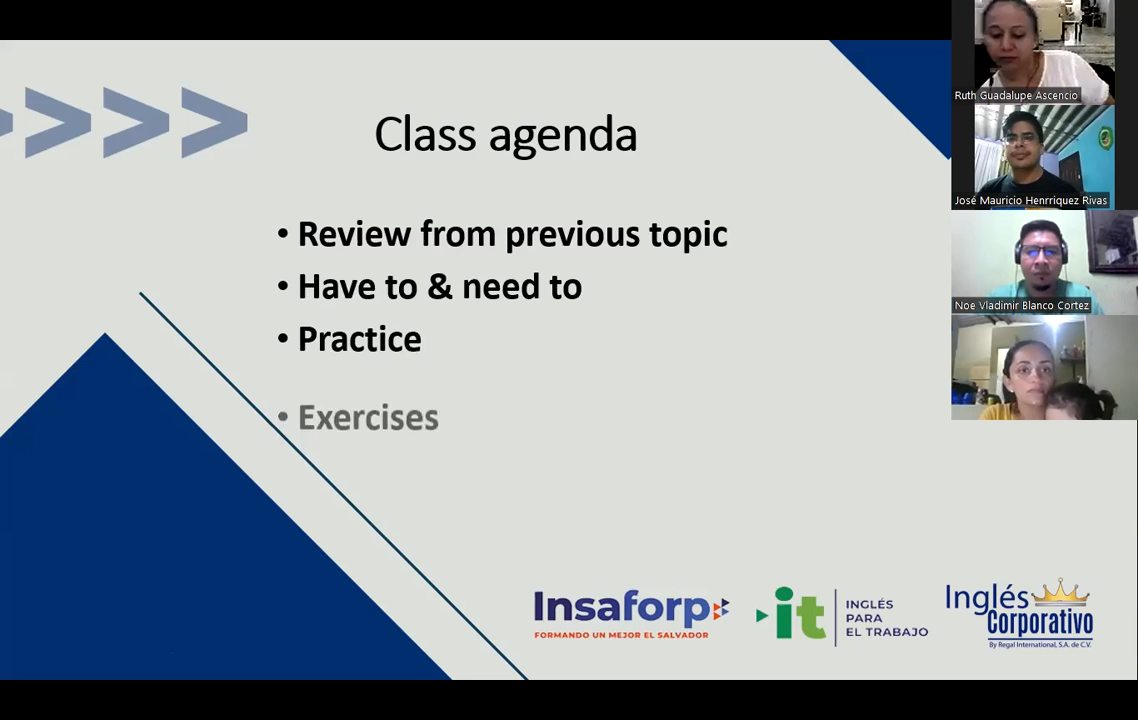 Class agenda
• Review from previous topic
• Have to & need to
• Practice
• Exercises
Insaforp
FORMANDO UN MEJOR EL SALVADOR
it
INGLÉS
PARA
EL TRABAJO
Inglés
Corporativo
By Regal International, S.A. de C.V.
Ruth Guadalupe Ascencio
José Mauricio Henrriquez Rivas
Noe Vladimir Blanco Cortez